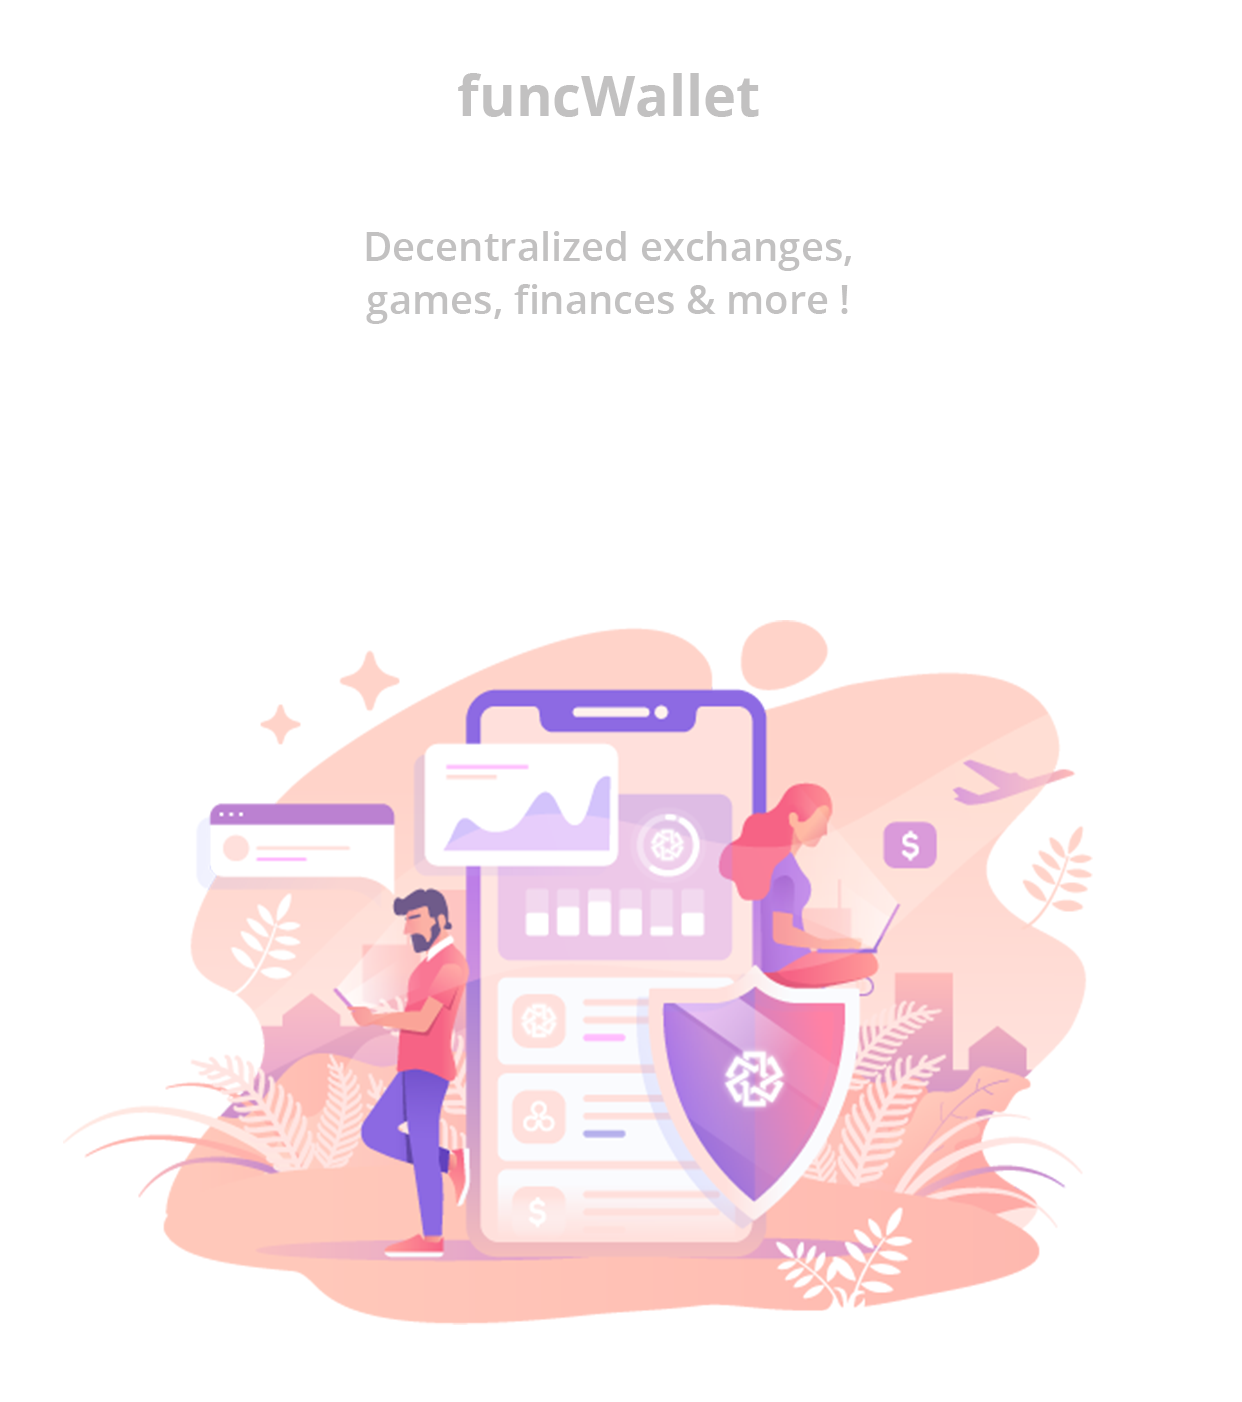 funcWallet
Decentralized exchanges,
games, finances & more !
$
$